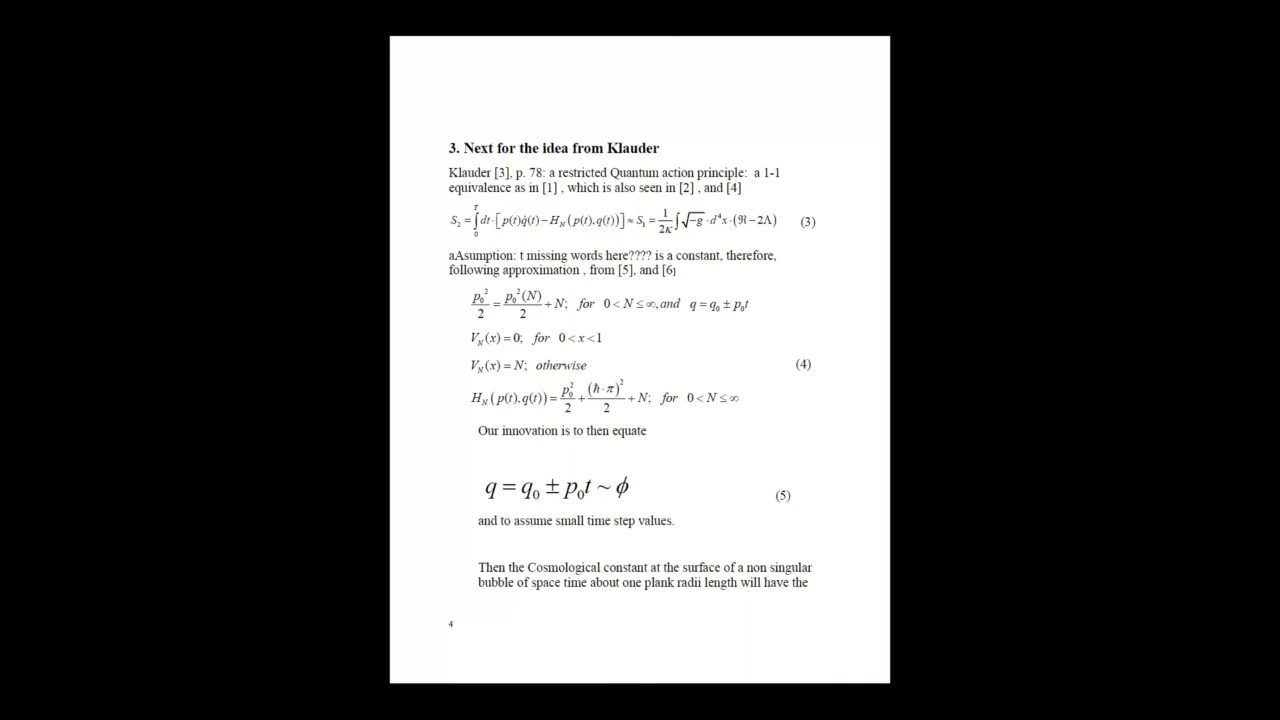 3. Next for the idea from Klauder
Klauder [3], p. 78: a restricted Quantum action principle: a 1-1
equivalence as in [1] , which is also seen in [2] , and [4]
S₂ = ∫₀ᵀ dt·[p(t)q̇(t) − H_N(p(t),q(t))] ≈ S₁ = 1/(2κ) ∫√−g · d⁴x·(ℜ − 2Λ) (3)
aAsumption: t missing words here???? is a constant, therefore,
following approximation , from [5], and [6]
p₀²/2 = p₀²(N)/2 + N; for 0 < N ≤ ∞, and q = q₀ ± p₀t
V_N(x) = 0; for 0 < x < 1
V_N(x) = N; otherwise (4)
H_N(p(t),q(t)) = p₀²/2 + (ħ·π)²/2 + N; for 0 < N ≤ ∞
Our innovation is to then equate
q = q₀ ± p₀t ~ ϕ (5)
and to assume small time step values.
Then the Cosmological constant at the surface of a non singular
bubble of space time about one plank radii length will have the
4